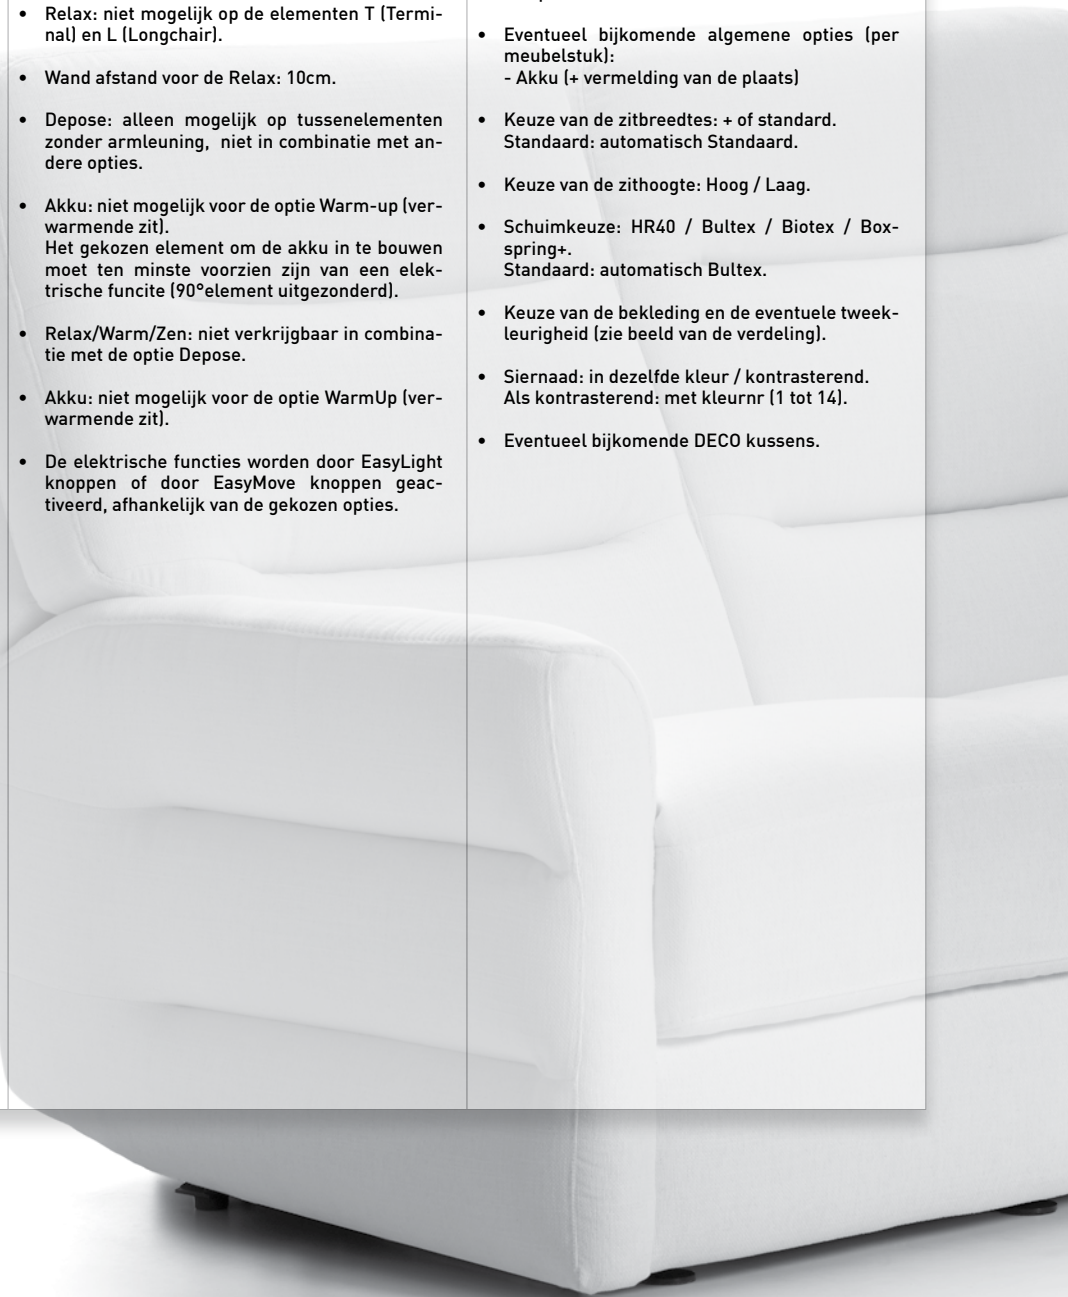 • Relax: niet mogelijk op de elementen T (Termi-
nal) en L (Longchair).
• Wand afstand voor de Relax: 10cm.
• Depose: alleen mogelijk op tussenelementen
zonder armleuning, niet in combinatie met an-
dere opties.
• Akku: niet mogelijk voor de optie Warm-up (ver-
warmende zit).
Het gekozen element om de akku in te bouwen
moet ten minste voorzien zijn van een elek-
trische funcite (90°element uitgezonderd).
• Relax/Warm/Zen: niet verkrijgbaar in combina-
tie met de optie Depose.
• Akku: niet mogelijk voor de optie WarmUp (ver-
warmende zit).
• De elektrische functies worden door EasyLight
knoppen of door EasyMove knoppen geac-
tiveerd, afhankelijk van de gekozen opties.
• Eventueel bijkomende algemene opties (per
meubelstuk):
- Akku (+ vermelding van de plaats)
• Keuze van de zitbreedtes: + of standard.
Standaard: automatisch Standaard.
• Keuze van de zithoogte: Hoog / Laag.
• Schuimkeuze: HR40 / Bultex / Biotex / Box-
spring+.
Standaard: automatisch Bultex.
• Keuze van de bekleding en de eventuele tweek-
leurigheid (zie beeld van de verdeling).
• Siernaad: in dezelfde kleur / kontrasterend.
Als kontrasterend: met kleurnr (1 tot 14).
• Eventueel bijkomende DECO kussens.